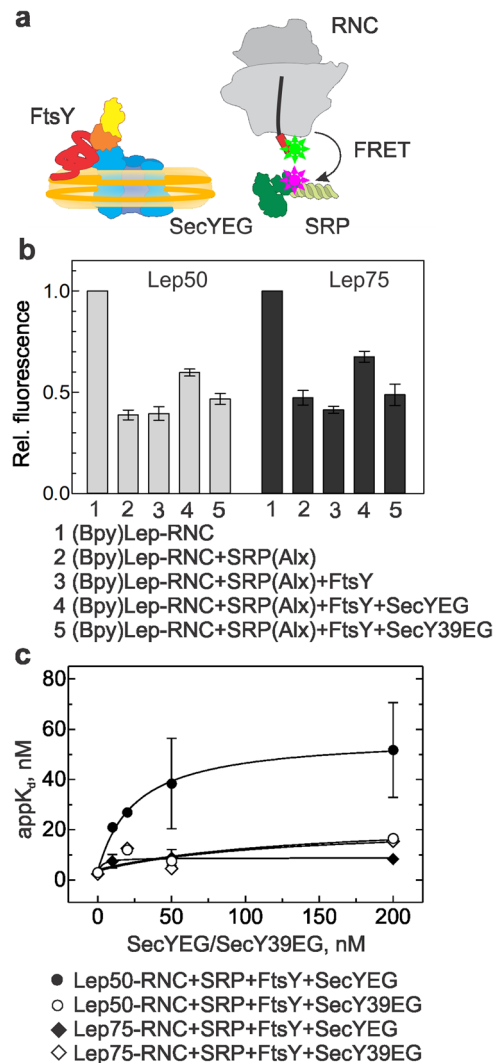 a
RNC
FtsY
FRET
SecYEG
SRP
b
Lep50
Lep75
Rel. fluorescence
1.0
0.5
0.0
1 2 3 4 5 1 2 3 4 5
1 (Bpy)Lep-RNC
2 (Bpy)Lep-RNC+SRP(Alx)
3 (Bpy)Lep-RNC+SRP(Alx)+FtsY
4 (Bpy)Lep-RNC+SRP(Alx)+FtsY+SecYEG
5 (Bpy)Lep-RNC+SRP(Alx)+FtsY+SecY39EG
c
appKd, nM
80
60
40
20
0
0 50 100 150 200
SecYEG/SecY39EG, nM
Lep50-RNC+SRP+FtsY+SecYEG
Lep50-RNC+SRP+FtsY+SecY39EG
Lep75-RNC+SRP+FtsY+SecYEG
Lep75-RNC+SRP+FtsY+SecY39EG